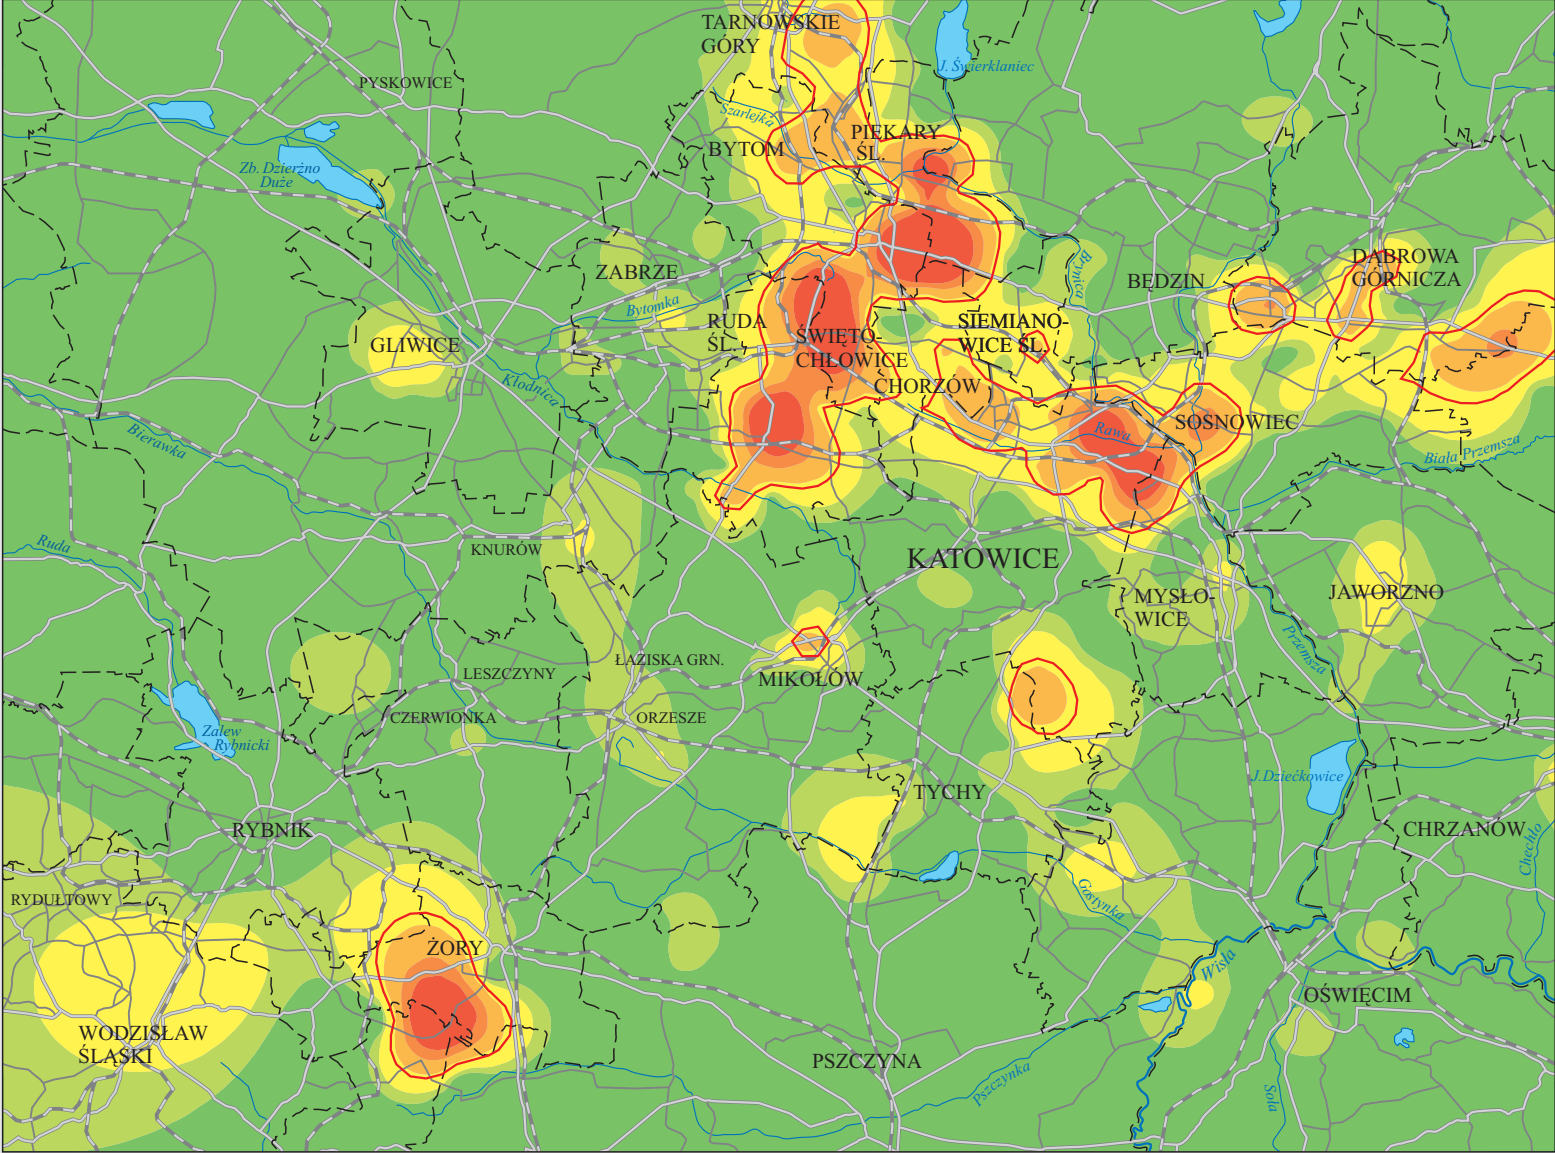 TARNOWSKIE
GÓRY
J. Świerklaniec
PYSKOWICE
Szarlejka
PIEKARY
ŚL.
BYTOM
Zb. Dzierżno
Duże
ZABRZE
Brynica
DĄBROWA
GÓRNICZA
BĘDZIN
Bytomka
RUDA
ŚL.
ŚWIĘTO-
CHŁOWICE
SIEMIANO-
WICE ŚL.
GLIWICE
Kłodnica
CHORZÓW
SOSNOWIEC
Rawa
Bierawka
Biała Przemsza
Ruda
KNURÓW
KATOWICE
MYSŁO-
WICE
JAWORZNO
Przemsza
ŁAZISKA GRN.
LESZCZYNY
MIKOŁÓW
CZERWIONKA
ORZESZE
Zalew
Rybnicki
J.Dziećkowice
TYCHY
RYBNIK
CHRZANÓW
Chechło
RYDUŁTOWY
Gostynka
ŻORY
Wisła
OŚWIĘCIM
WODZISŁAW
ŚLĄSKI
PSZCZYNA
Pszczynka
Soła